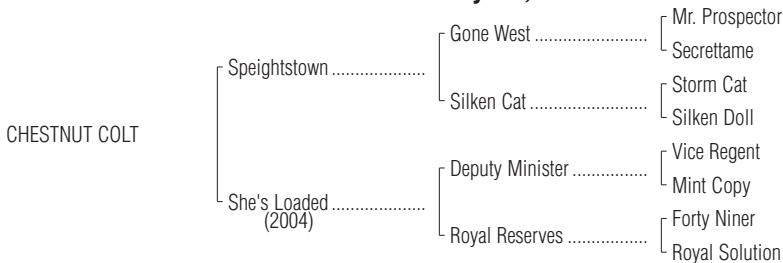 Mr. Prospector
Gone West ......................
Secrettame
Speightstown ....................
Storm Cat
Silken Cat .......................
Silken Doll
CHESTNUT COLT
Vice Regent
Deputy Minister ..............
Mint Copy
She's Loaded ..................
(2004)
Forty Niner
Royal Reserves ...............
Royal Solution